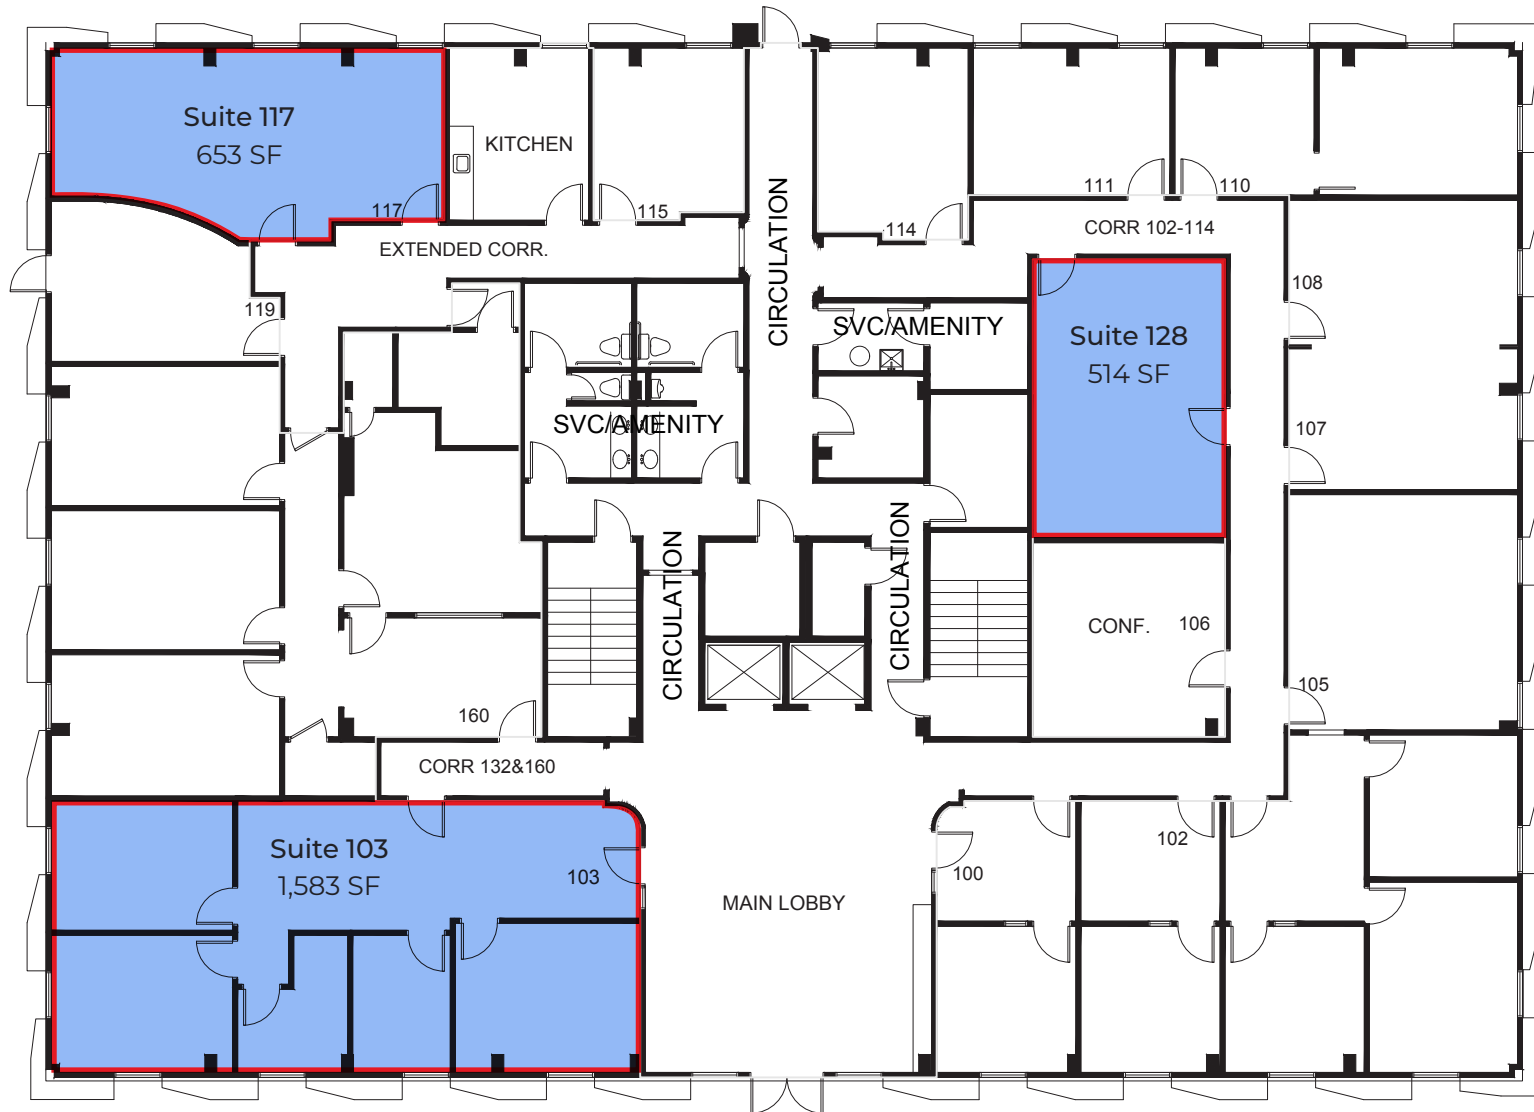 Suite 117
653 SF
KITCHEN
117
115
EXTENDED CORR.
CIRCULATION
114
111
110
CORR 102-114
119
108
SVC/AMENITY
Suite 128
514 SF
SVC/AMENITY
107
CIRCULATION
CIRCULATION
CONF.
106
105
160
CORR 132&160
Suite 103
1,583 SF
103
MAIN LOBBY
100
102